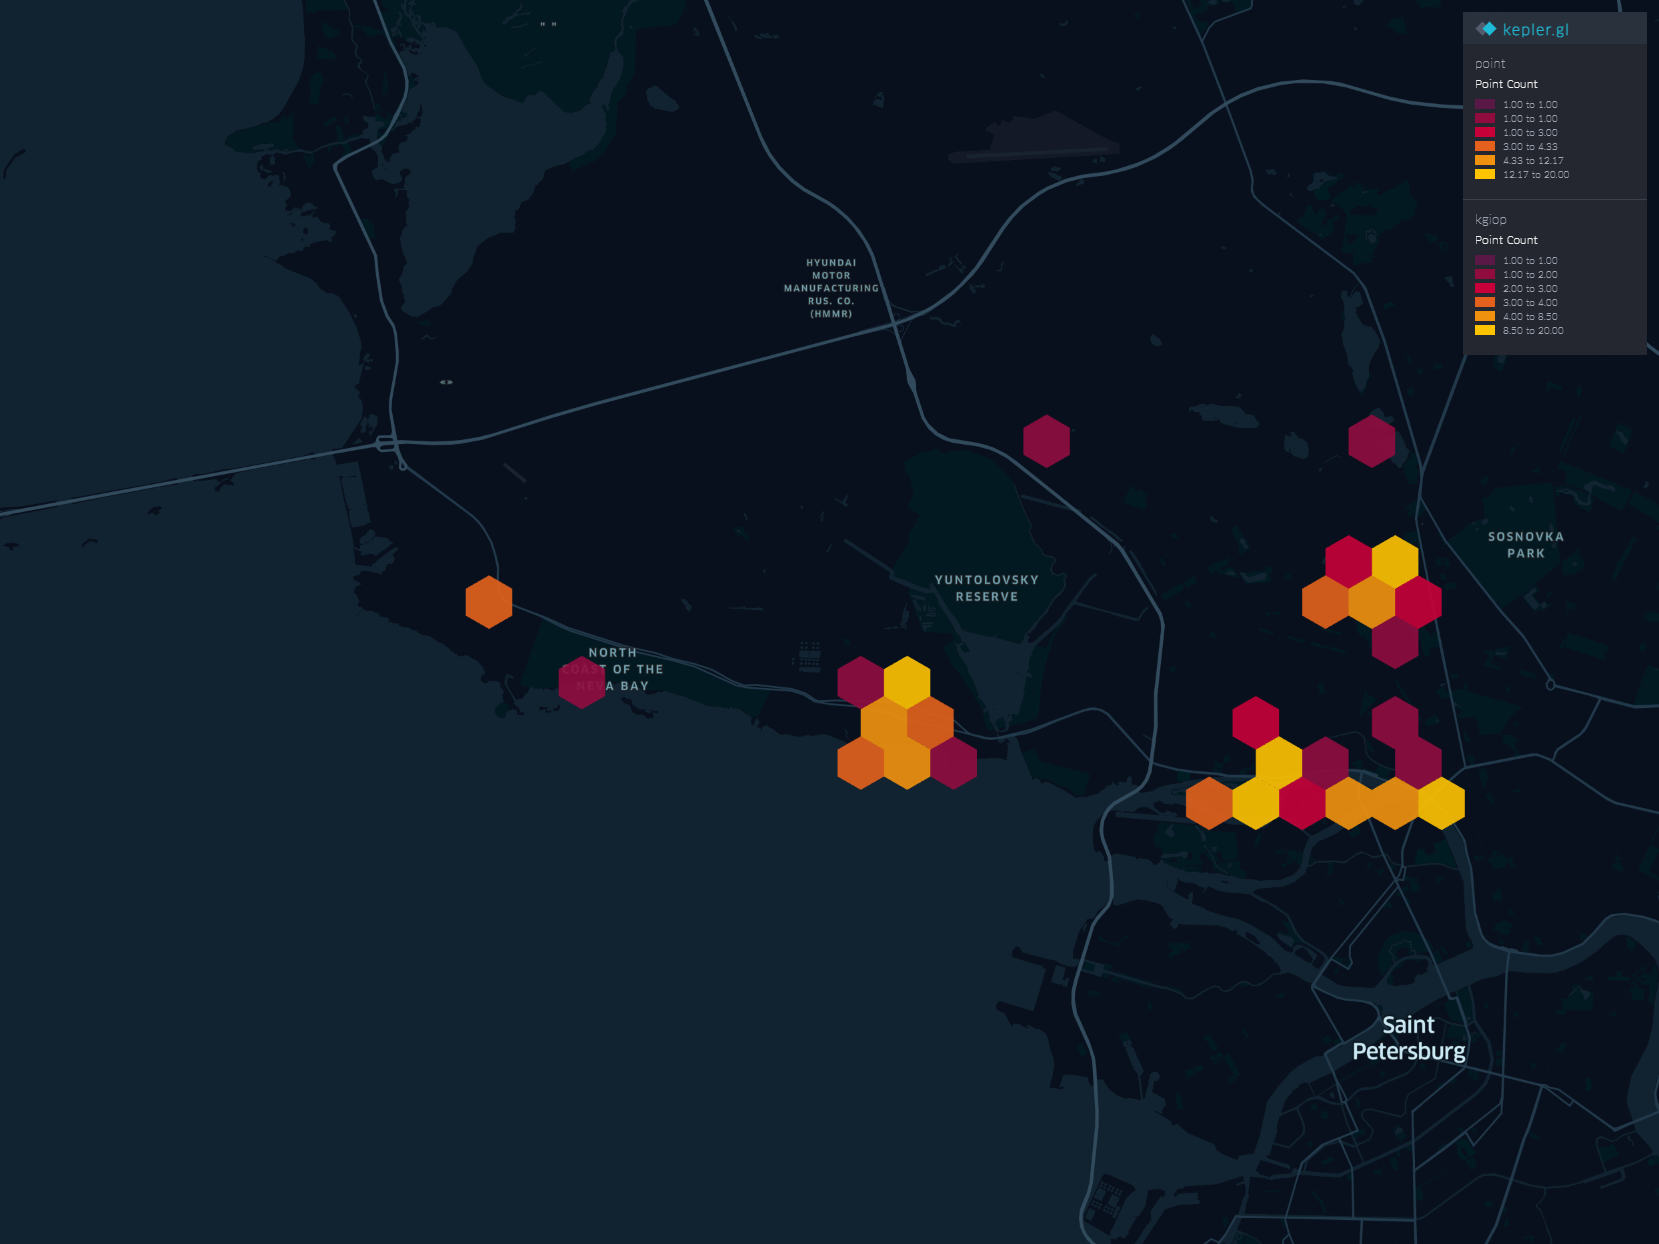 " "
kepler.gl
point
Point Count
1.00 to 1.00
1.00 to 1.00
1.00 to 3.00
3.00 to 4.33
4.33 to 12.17
12.17 to 20.00
kgiop
Point Count
1.00 to 1.00
1.00 to 2.00
2.00 to 3.00
3.00 to 4.00
4.00 to 8.50
8.50 to 20.00
HYUNDAI
MOTOR
MANUFACTURING
RUS. CO.
(HMMR)
SOSNOVKA
PARK
YUNTOLOVSKY
RESERVE
NORTH
COAST OF THE
NEVA BAY
Saint
Petersburg